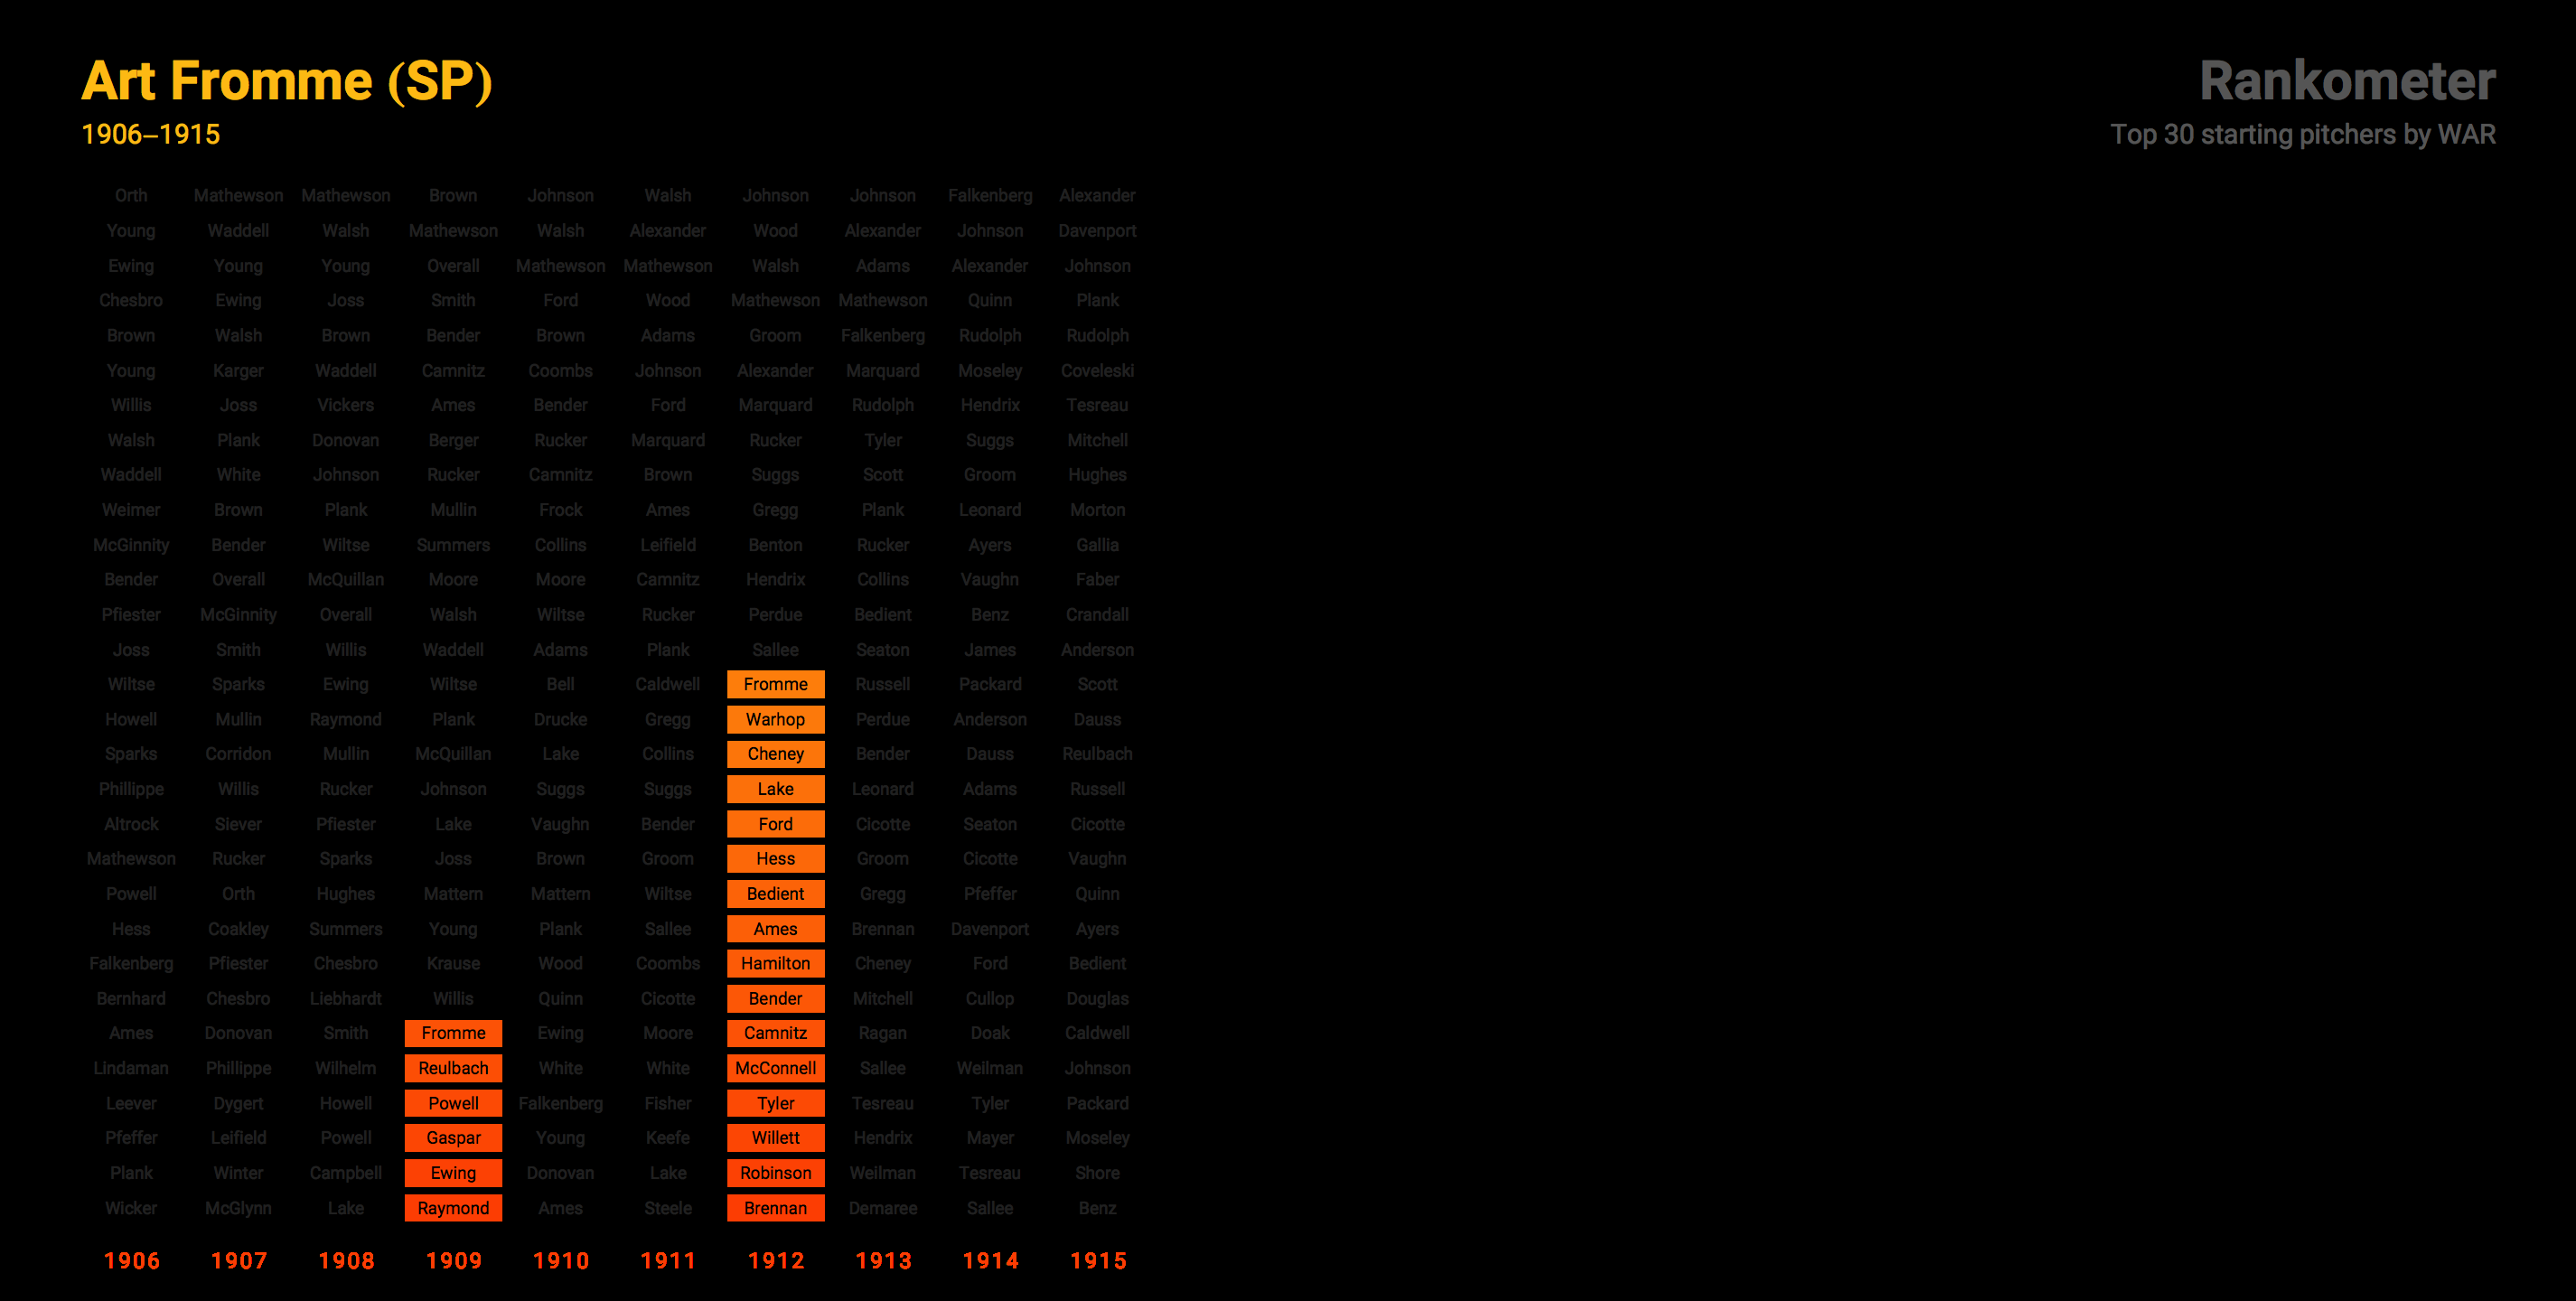 Art Fromme (SP)
1906–1915
Rankometer
Top 30 starting pitchers by WAR
Orth Mathewson Mathewson Brown Johnson Walsh Johnson Johnson Falkenberg Alexander
Young Waddell Walsh Mathewson Walsh Alexander Wood Alexander Johnson Davenport
Ewing Young Young Overall Mathewson Mathewson Walsh Adams Alexander Johnson
Chesbro Ewing Joss Smith Ford Wood Mathewson Mathewson Quinn Plank
Brown Walsh Brown Bender Brown Adams Groom Falkenberg Rudolph Rudolph
Young Karger Waddell Camnitz Coombs Johnson Alexander Marquard Moseley Coveleski
Willis Joss Vickers Ames Bender Ford Marquard Rudolph Hendrix Tesreau
Walsh Plank Donovan Berger Rucker Marquard Rucker Tyler Suggs Mitchell
Waddell White Johnson Rucker Camnitz Brown Suggs Scott Groom Hughes
Weimer Brown Plank Mullin Frock Ames Gregg Plank Leonard Morton
McGinnity Bender Wiltse Summers Collins Leifield Benton Rucker Ayers Gallia
Bender Overall McQuillan Moore Moore Camnitz Hendrix Collins Vaughn Faber
Pfiester McGinnity Overall Walsh Wiltse Rucker Perdue Bedient Benz Crandall
Joss Smith Willis Waddell Adams Plank Sallee Seaton James Anderson
Wiltse Sparks Ewing Wiltse Bell Caldwell Fromme Russell Packard Scott
Howell Mullin Raymond Plank Drucke Gregg Warhop Perdue Anderson Dauss
Sparks Corridon Mullin McQuillan Lake Collins Cheney Bender Dauss Reulbach
Phillippe Willis Rucker Johnson Suggs Suggs Lake Leonard Adams Russell
Altrock Siever Pfiester Lake Vaughn Bender Ford Cicotte Seaton Cicotte
Mathewson Rucker Sparks Joss Brown Groom Hess Groom Cicotte Vaughn
Powell Orth Hughes Mattern Mattern Wiltse Bedient Gregg Pfeffer Quinn
Hess Coakley Summers Young Plank Sallee Ames Brennan Davenport Ayers
Falkenberg Pfiester Chesbro Krause Wood Coombs Hamilton Cheney Ford Bedient
Bernhard Chesbro Liebhardt Willis Quinn Cicotte Bender Mitchell Cullop Douglas
Ames Donovan Smith Fromme Ewing Moore Camnitz Ragan Doak Caldwell
Lindaman Phillippe Wilhelm Reulbach White White McConnell Sallee Weilman Johnson
Leever Dygert Howell Powell Falkenberg Fisher Tyler Tesreau Tyler Packard
Pfeffer Leifield Powell Gaspar Young Keefe Willett Hendrix Mayer Moseley
Plank Winter Campbell Ewing Donovan Lake Robinson Weilman Tesreau Shore
Wicker McGlynn Lake Raymond Ames Steele Brennan Demaree Sallee Benz
1906 1907 1908 1909 1910 1911 1912 1913 1914 1915